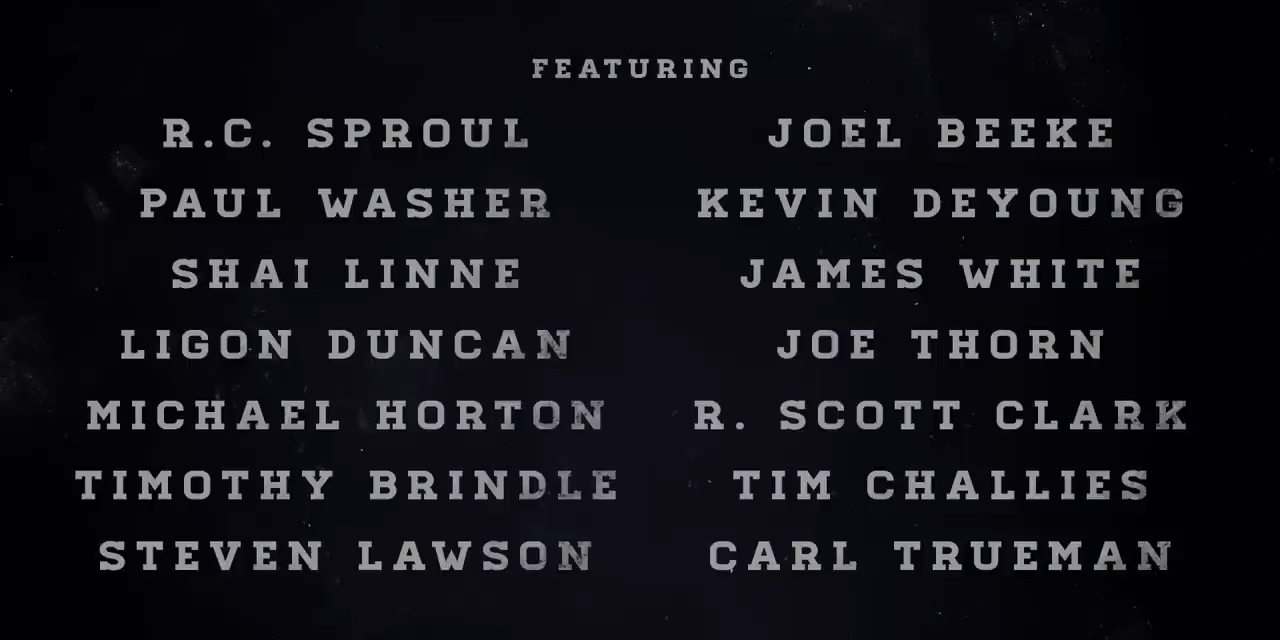 FEATURING
R.C. SPROUL
PAUL WASHER
SHAI LINNE
LIGON DUNCAN
MICHAEL HORTON
TIMOTHY BRINDLE
STEVEN LAWSON
JOEL BEEKE
KEVIN DEYOUNG
JAMES WHITE
JOE THORN
R. SCOTT CLARK
TIM CHALLIES
CARL TRUEMAN